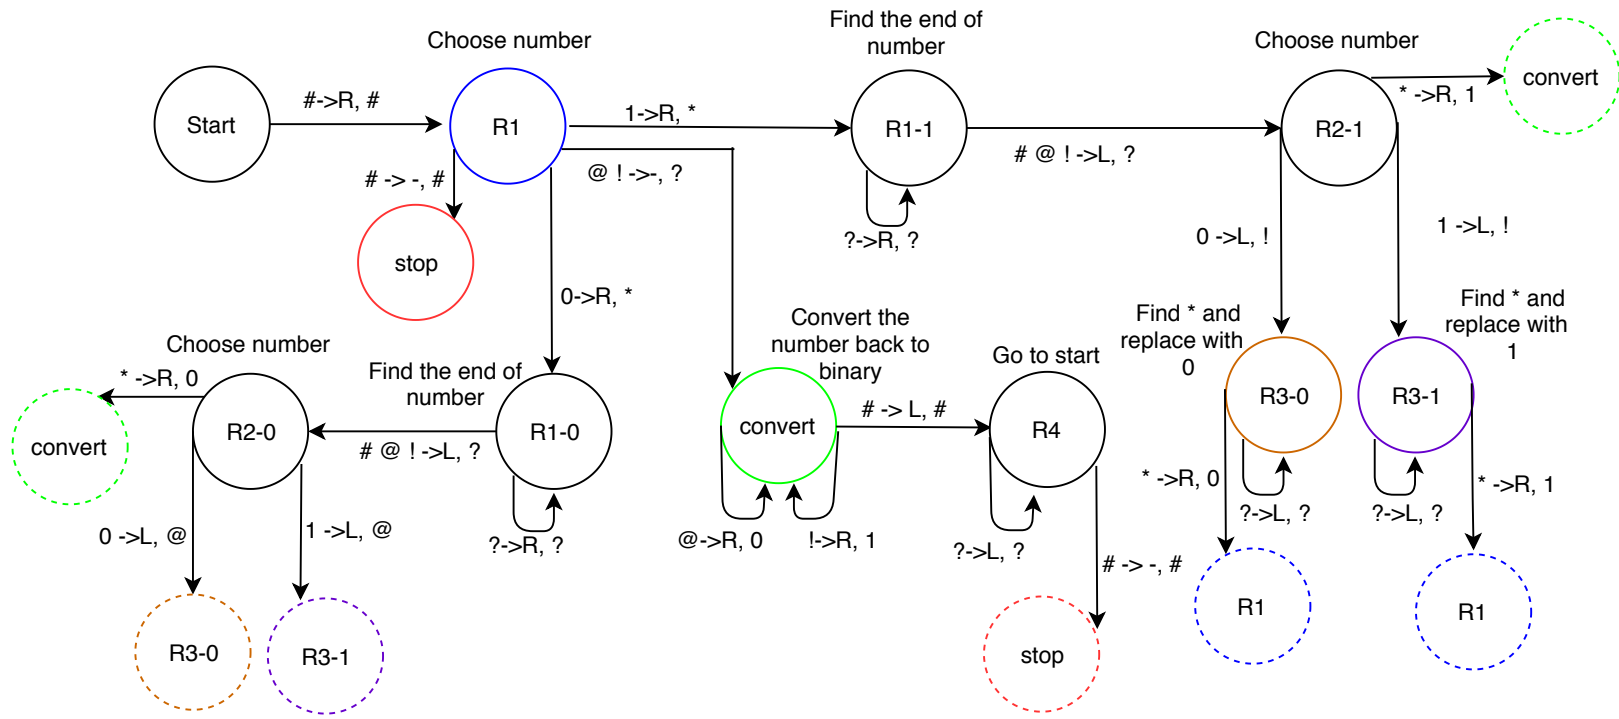 Find the end of
number
Choose number
Choose number
convert
#->R, #
* ->R, 1
1->R, *
Start
R1
R1-1
R2-1
# @ ! ->L, ?
# -> -, #
@ ! ->-, ?
?->R, ?
0 ->L, !
1 ->L, !
stop
0->R, *
Find * and
replace with
0
Find * and
replace with
1
Convert the
number back to
binary
Choose number
Find the end of
number
Go to start
* ->R, 0
convert
R2-0
# @ ! ->L, ?
R1-0
convert
# -> L, #
R4
R3-0
R3-1
* ->R, 0
* ->R, 1
0 ->L, @
1 ->L, @
?->R, ?
@->R, 0
!->R, 1
?->L, ?
?->L, ?
?->L, ?
# -> -, #
R1
R1
R3-0
R3-1
stop